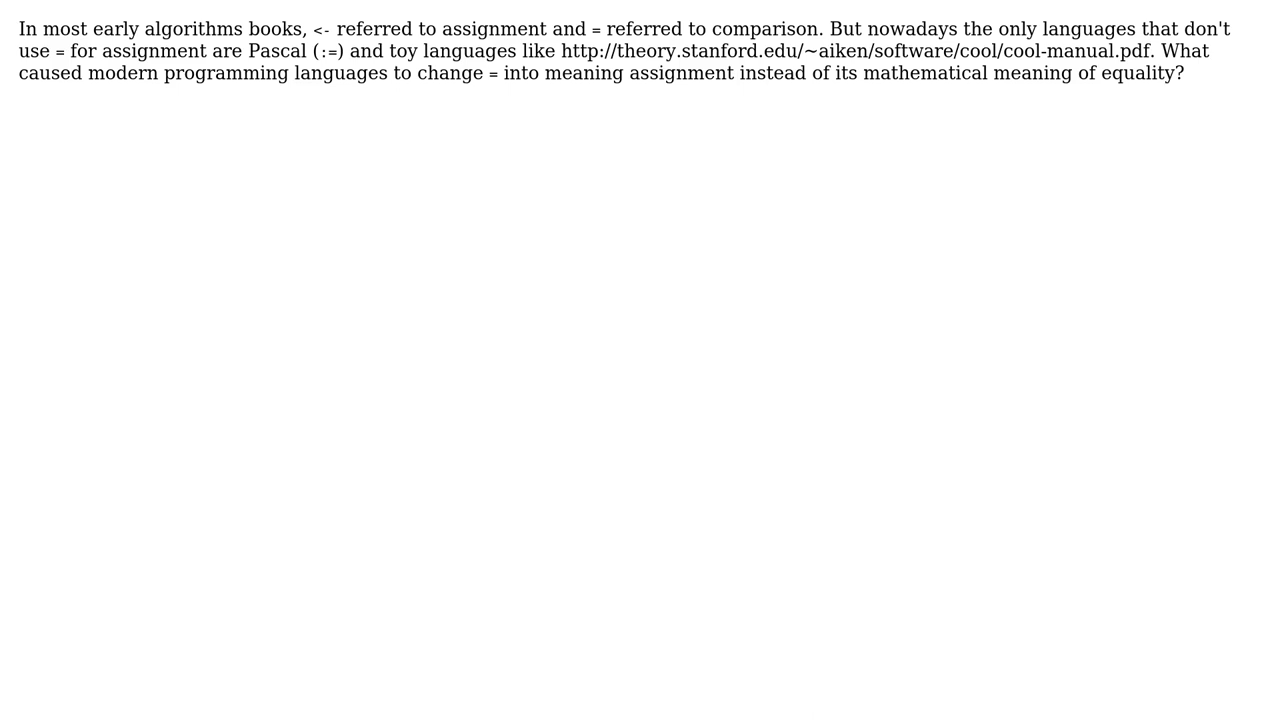 In most early algorithms books, <- referred to assignment and = referred to comparison. But nowadays the only languages that don't
use = for assignment are Pascal (:=) and toy languages like http://theory.stanford.edu/~aiken/software/cool/cool-manual.pdf. What
caused modern programming languages to change = into meaning assignment instead of its mathematical meaning of equality?